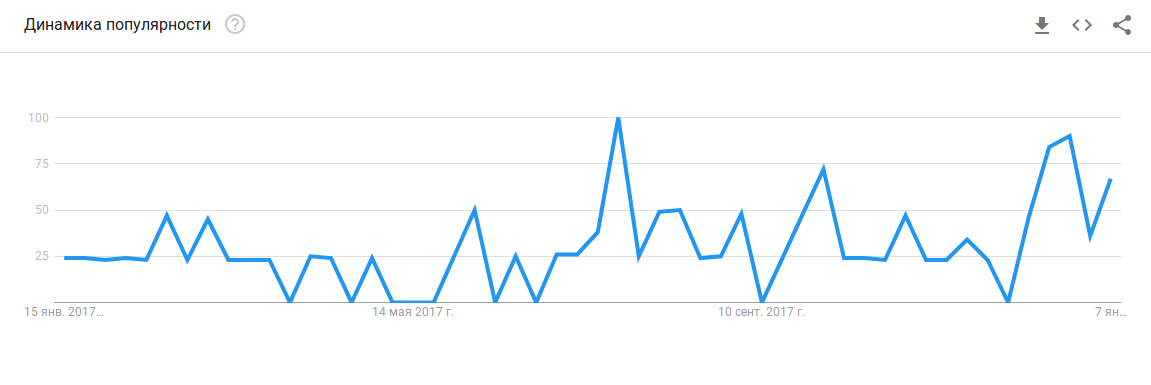 Динамика популярности
100
75
50
25
15 янв. 2017…
14 мая 2017 г.
10 сент. 2017 г.
7 ян…